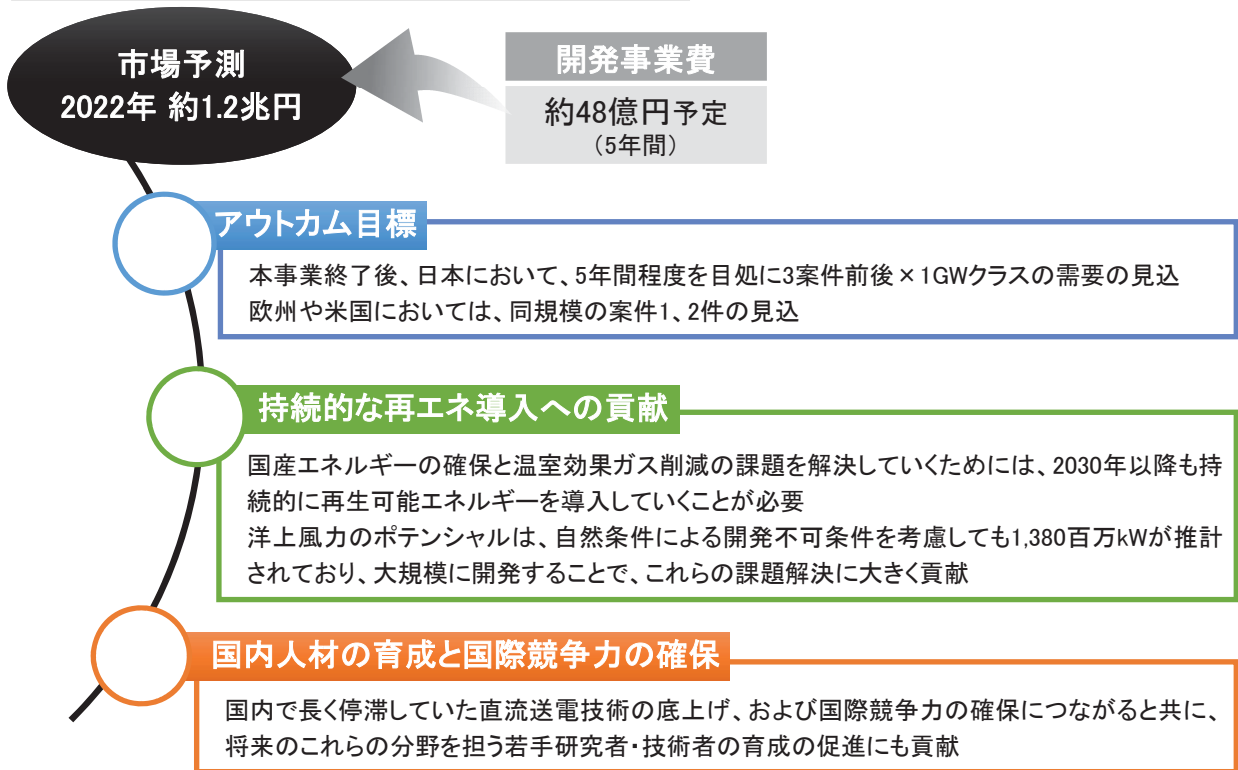 市場予測
2022年 約1.2兆円
開発事業費
約48億円予定
（5年間）
アウトカム目標
本事業終了後、日本において、5年間程度を目処に3案件前後×1GWクラスの需要の見込
欧州や米国においては、同規模の案件1、2件の見込
持続的な再エネ導入への貢献
国産エネルギーの確保と温室効果ガス削減の課題を解決していくためには、2030年以降も持
続的に再生可能エネルギーを導入していくことが必要
洋上風力のポテンシャルは、自然条件による開発不可条件を考慮しても1,380百万kWが推計
されており、大規模に開発することで、これらの課題解決に大きく貢献
国内人材の育成と国際競争力の確保
国内で長く停滞していた直流送電技術の底上げ、および国際競争力の確保につながると共に、
将来のこれらの分野を担う若手研究者・技術者の育成の促進にも貢献